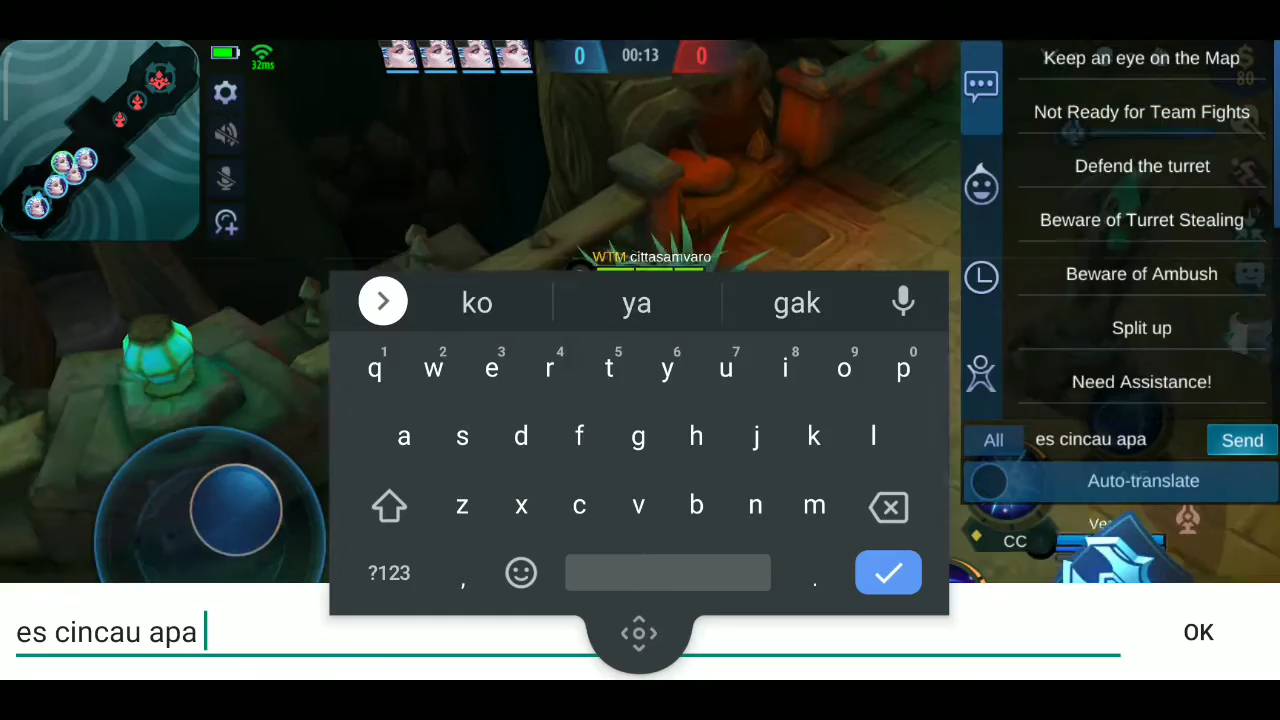 32ms
0 00:13 0
80
Keep an eye on the Map
Not Ready for Team Fights
Defend the turret
Beware of Turret Stealing
Beware of Ambush
Split up
Need Assistance!
All es cincau apa Send
Auto-translate
CC
WTM cittasamvaro
ko ya gak
1 2 3 4 5 6 7 8 9 0
q w e r t y u i o p
a s d f g h j k l
z x c v b n m
?123 , .
es cincau apa
OK